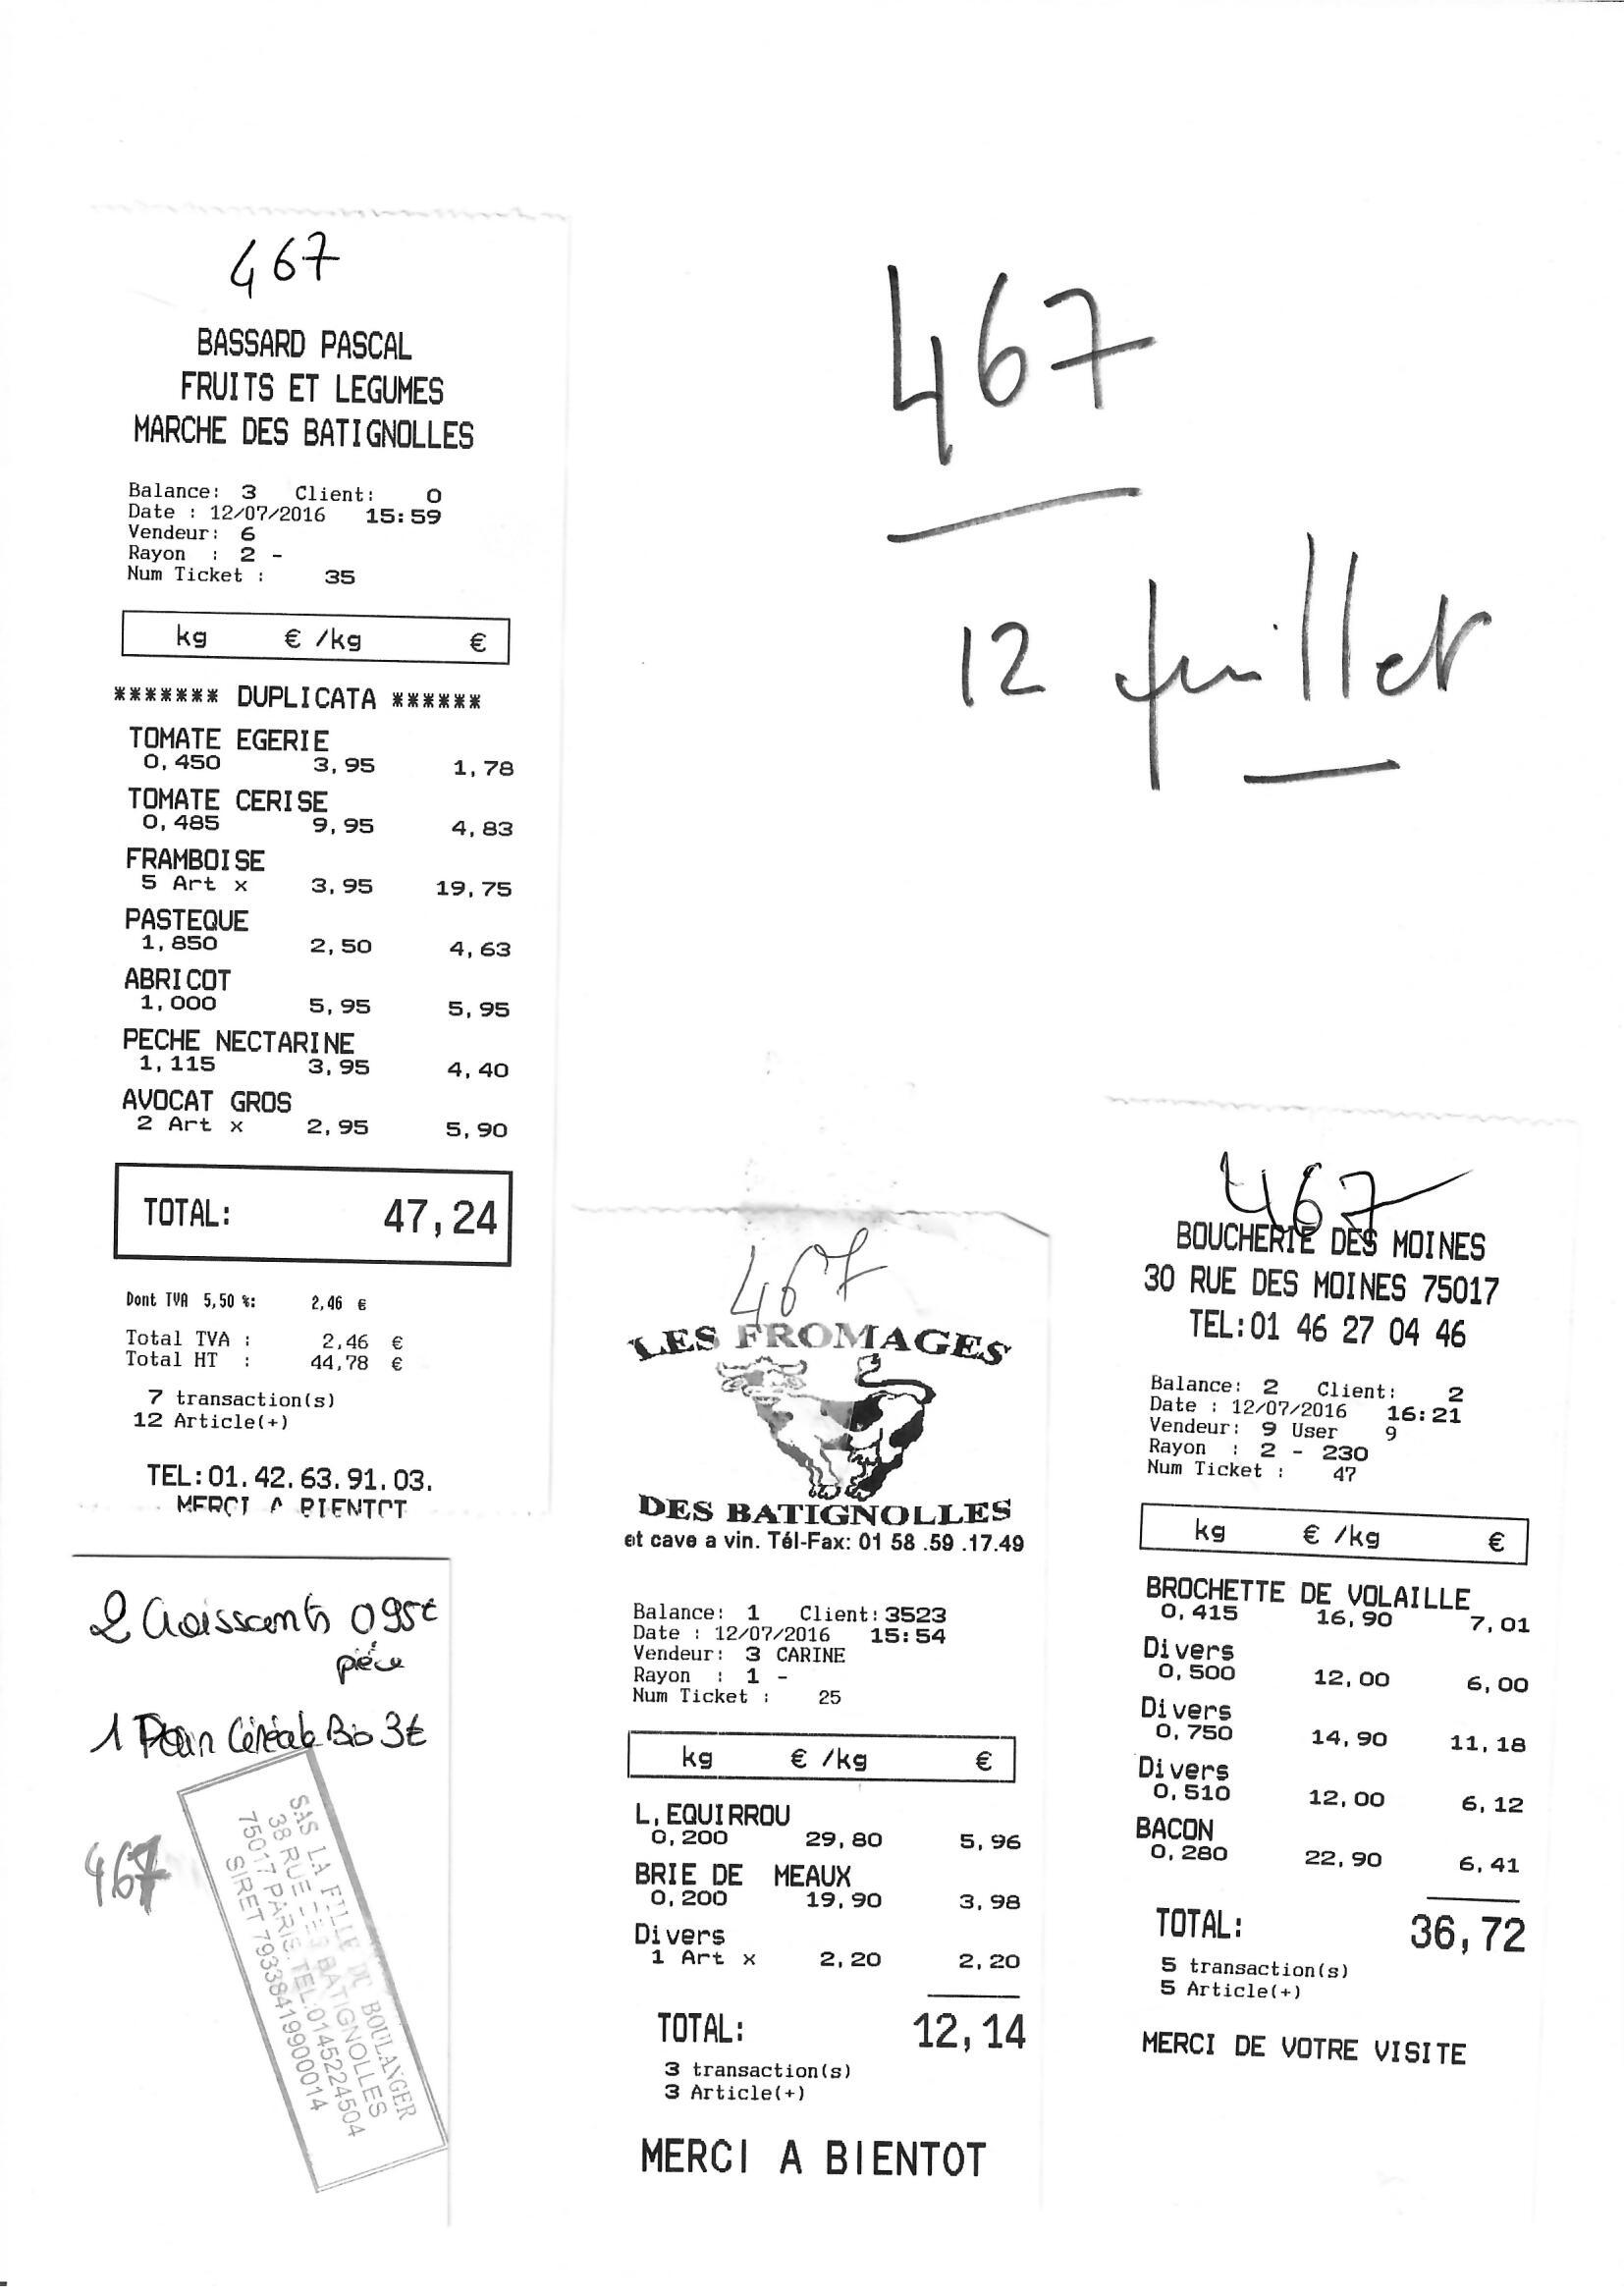 467
BASSARD PASCAL
FRUITS ET LEGUMES
MARCHE DES BATIGNOLLES
Balance: 3 Client: 0
Date : 12/07/2016 15:59
Vendeur: 6
Rayon : 2 -
Num Ticket : 35
kg € /kg €
******* DUPLICATA ******
TOMATE EGERIE
0,450 3,95 1,78
TOMATE CERISE
0,485 9,95 4,83
FRAMBOISE
5 Art x 3,95 19,75
PASTEQUE
1,850 2,50 4,63
ABRICOT
1,000 5,95 5,95
PECHE NECTARINE
1,115 3,95 4,40
AVOCAT GROS
2 Art x 2,95 5,90
TOTAL: 47,24
Dont TVA 5,50 %: 2,46 €
Total TVA : 2,46 €
Total HT : 44,78 €
7 transaction(s)
12 Article(+)
TEL:01.42.63.91.03.
MERCI A BIENTOT
467
12 juillet
2 Croissants 0,95€
pièce
1 Pain Céréale Bio 3€
467
SAS LA FILLE DU BOULANGER
38 RUE DES BATIGNOLLES
75017 PARIS. TEL:0145224504
SIRET 79338419900014
467
LES FROMAGES
DES BATIGNOLLES
et cave a vin. Tél-Fax: 01 58 .59 .17.49
Balance: 1 Client: 3523
Date : 12/07/2016 15:54
Vendeur: 3 CARINE
Rayon : 1 -
Num Ticket : 25
kg € /kg €
L,EQUIRROU
0,200 29,80 5,96
BRIE DE MEAUX
0,200 19,90 3,98
Divers
1 Art x 2,20 2,20
TOTAL: 12,14
3 transaction(s)
3 Article(+)
MERCI A BIENTOT
467
BOUCHERIE DES MOINES
30 RUE DES MOINES 75017
TEL:01 46 27 04 46
Balance: 2 Client: 2
Date : 12/07/2016 16:21
Vendeur: 9 User 9
Rayon : 2 - 230
Num Ticket : 47
kg € /kg €
BROCHETTE DE VOLAILLE
0,415 16,90 7,01
Divers
0,500 12,00 6,00
Divers
0,750 14,90 11,18
Divers
0,510 12,00 6,12
BACON
0,280 22,90 6,41
TOTAL: 36,72
5 transaction(s)
5 Article(+)
MERCI DE VOTRE VISITE